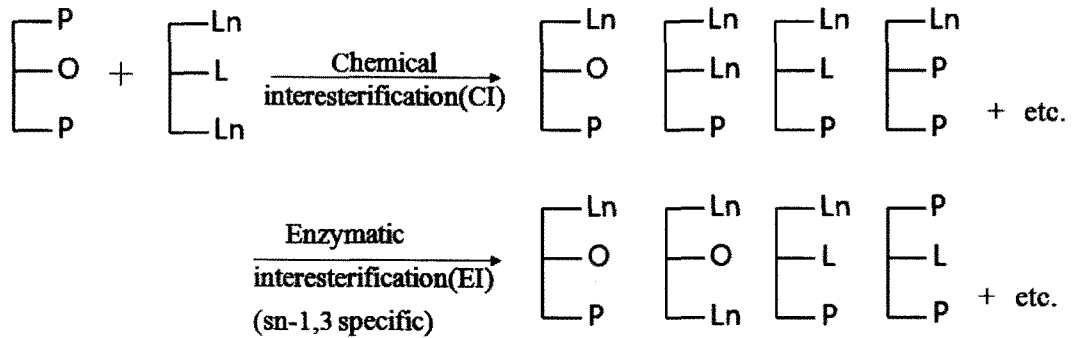 P Ln Ln Ln Ln Ln
O + L Chemical O Ln L P
interesterification(CI)
P Ln P P P P + etc.
Enzymatic Ln Ln Ln P
interesterification(EI) O O L L
(sn-1,3 specific) P Ln P P + etc.